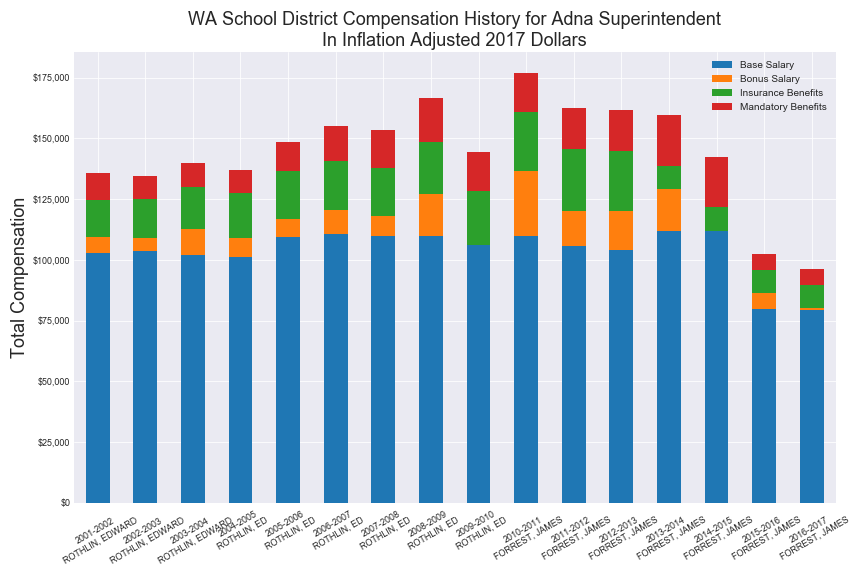 WA School District Compensation History for Adna Superintendent
In Inflation Adjusted 2017 Dollars
Base Salary
Bonus Salary
Insurance Benefits
Mandatory Benefits
Total Compensation
$175,000
$150,000
$125,000
$100,000
$75,000
$50,000
$25,000
$0
2001-2002
ROTHLIN, EDWARD
2002-2003
ROTHLIN, EDWARD
2003-2004
ROTHLIN, EDWARD
2004-2005
ROTHLIN, ED
2005-2006
ROTHLIN, ED
2006-2007
ROTHLIN, ED
2007-2008
ROTHLIN, ED
2008-2009
ROTHLIN, ED
2009-2010
ROTHLIN, ED
2010-2011
FORREST, JAMES
2011-2012
FORREST, JAMES
2012-2013
FORREST, JAMES
2013-2014
FORREST, JAMES
2014-2015
FORREST, JAMES
2015-2016
FORREST, JAMES
2016-2017
FORREST, JAMES